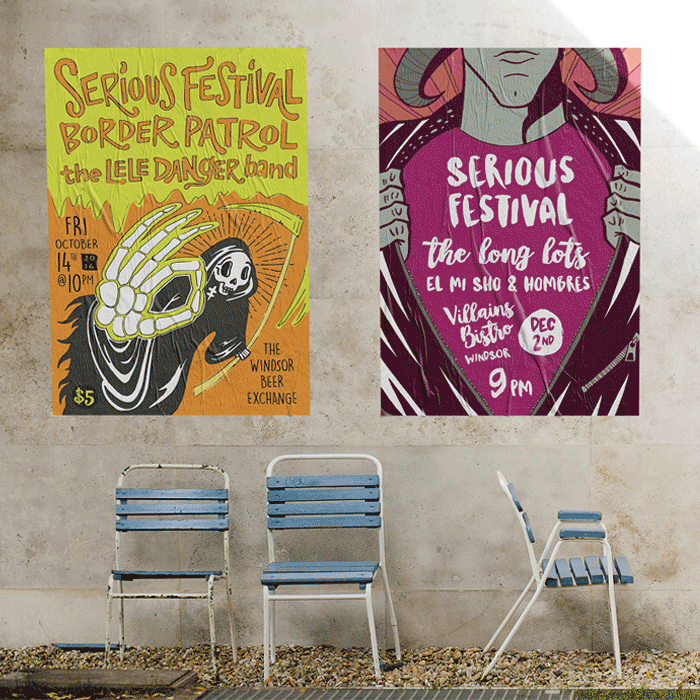 SERIOUS FESTIVAL
BORDER PATROL
the LELE DANGER band
FRI
OCTOBER
14TH 2016
@10PM
$5
THE
WINDSOR
BEER
EXCHANGE
SERIOUS
FESTIVAL
the long lots
EL MI SHO & HOMBRES
Villains
Bistro
WINDSOR
DEC
2ND
9 PM